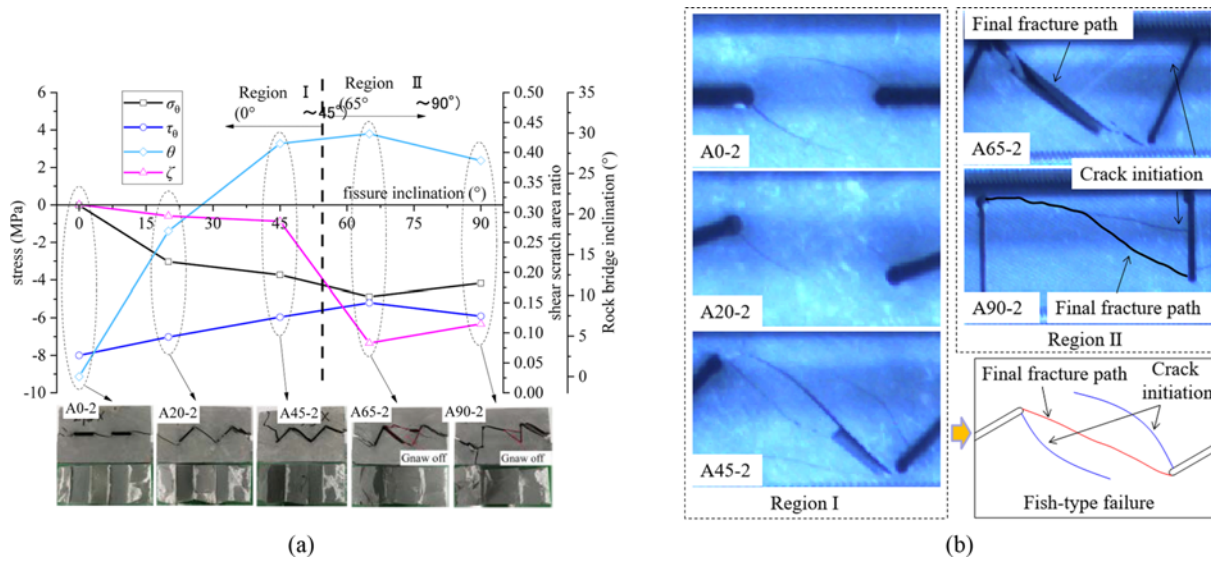 Region Ⅰ
(0°
～45°)
Region Ⅱ
(65°
～90°)
σθ
τθ
θ
ζ
fissure inclination (°)
6
4
2
0
-2
-4
-6
-8
-10
stress (MPa)
0 15 30 45 60 75 90
0.50
0.45
0.40
0.35
0.30
0.25
0.20
0.15
0.10
0.05
0.00
shear scratch area ratio
35
30
25
20
15
10
5
0
Rock bridge inclination (°)
A0-2
A20-2
A45-2
A65-2
A90-2
Gnaw off
Gnaw off
(a)
A0-2
A20-2
A45-2
Region I
Final fracture path
A65-2
Crack initiation
A90-2
Final fracture path
Region II
Final fracture path
Crack
initiation
Fish-type failure
(b)